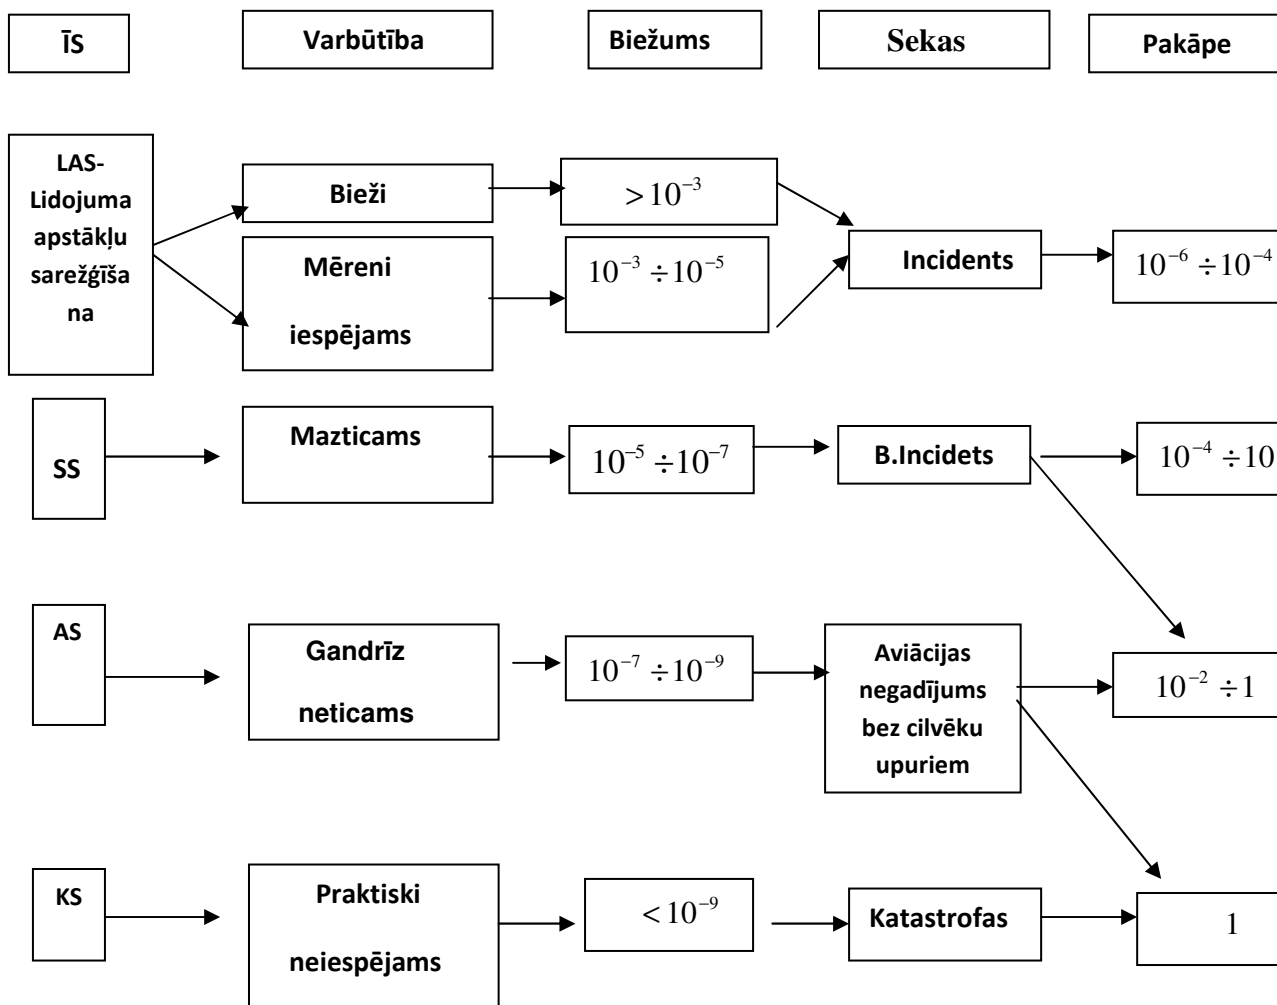 ĪS
Varbūtība
Biežums
Sekas
Pakāpe
LAS-
Lidojuma
apstākļu
sarežģīša
na
Bieži
> 10⁻³
Mēreni
iespējams
10⁻³ ÷ 10⁻⁵
Incidents
10⁻⁶ ÷ 10⁻⁴
SS
Mazticams
10⁻⁵ ÷ 10⁻⁷
B.Incidets
10⁻⁴ ÷ 10
AS
Gandrīz
neticams
10⁻⁷ ÷ 10⁻⁹
Aviācijas
negadījums
bez cilvēku
upuriem
10⁻² ÷ 1
KS
Praktiski
neiespējams
< 10⁻⁹
Katastrofas
1